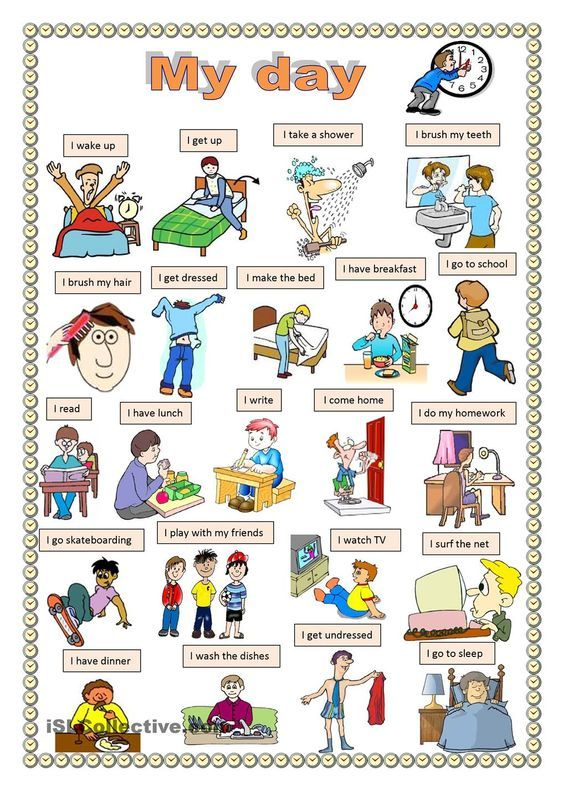 My day
I wake up
I get up
I take a shower
I brush my teeth
I brush my hair
I get dressed
I make the bed
I have breakfast
I go to school
I read
I have lunch
I write
I come home
I do my homework
I go skateboarding
I play with my friends
I watch TV
I surf the net
I have dinner
I wash the dishes
I get undressed
I go to sleep
iSLCollective.com